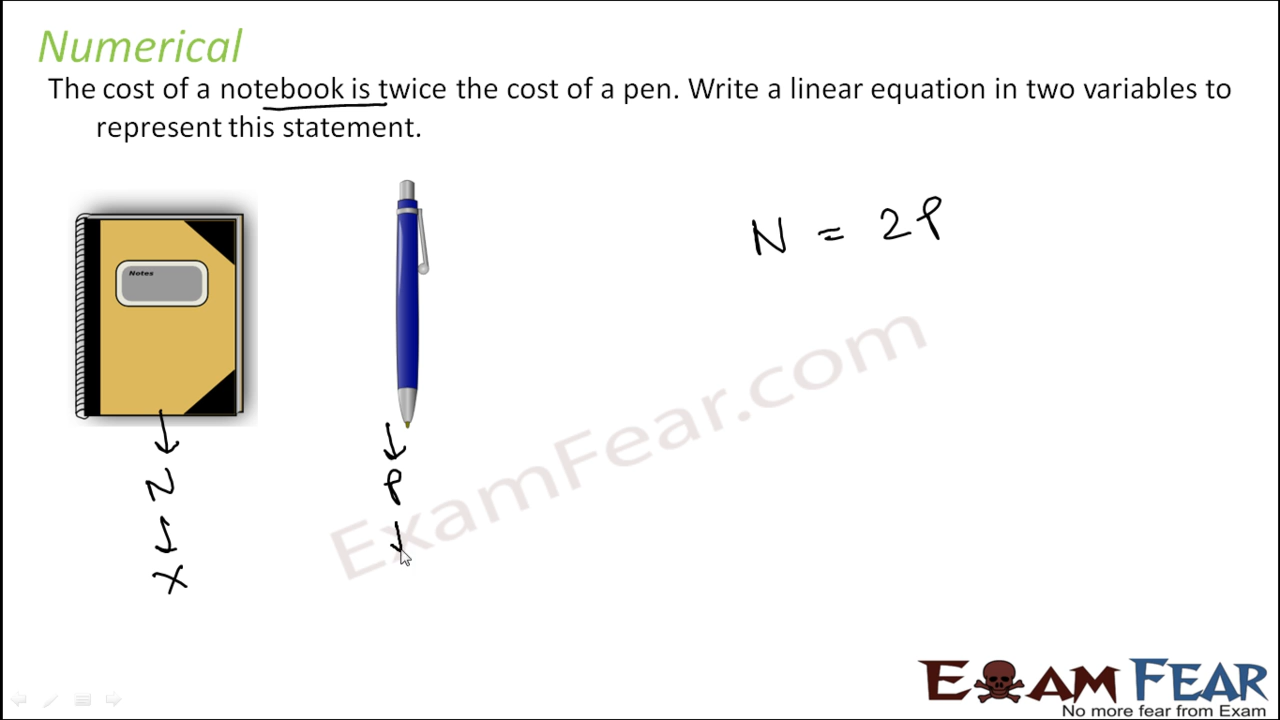 Numerical
The cost of a notebook is twice the cost of a pen. Write a linear equation in two variables to
represent this statement.
N = 2P
Notes
N
P
x
ExamFear.com
EXAM FEAR
No more fear from Exam